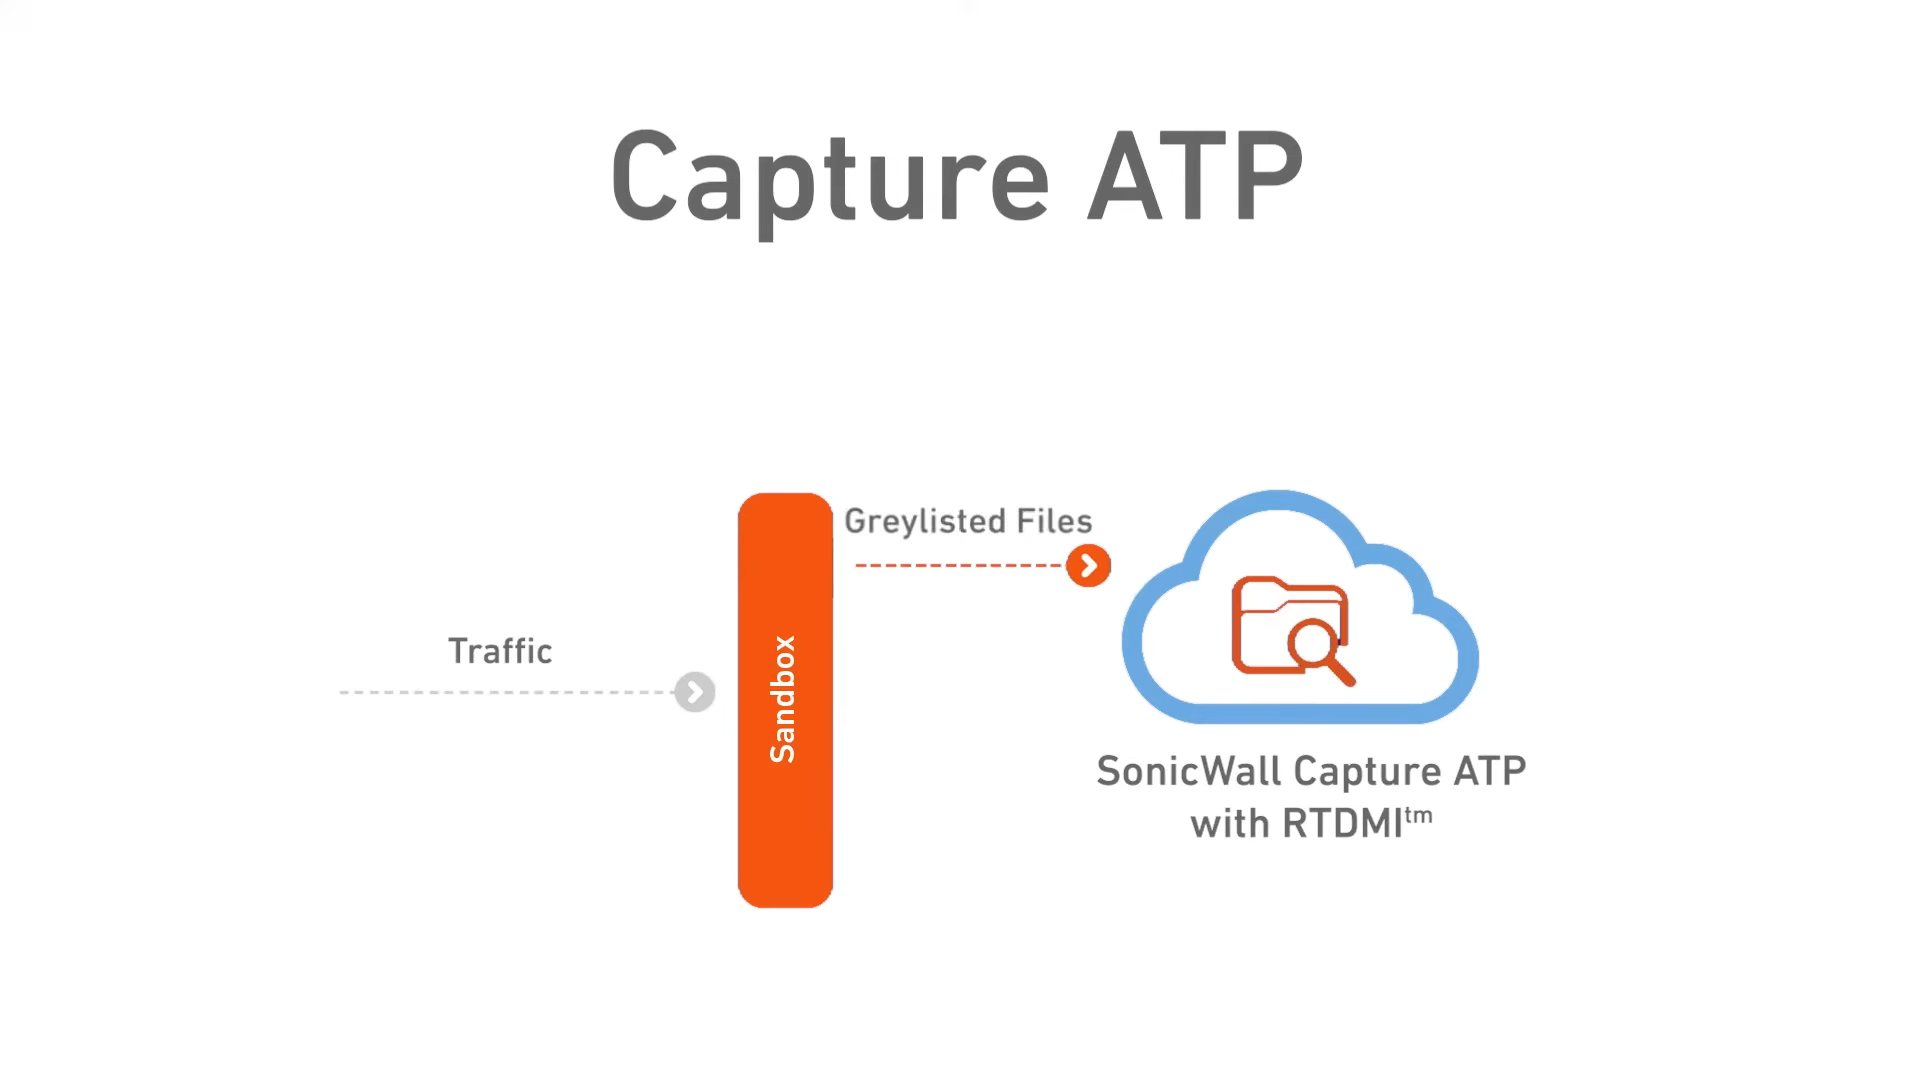 Capture ATP
Greylisted Files
Traffic
Sandbox
SonicWall Capture ATP
with RTDMI™